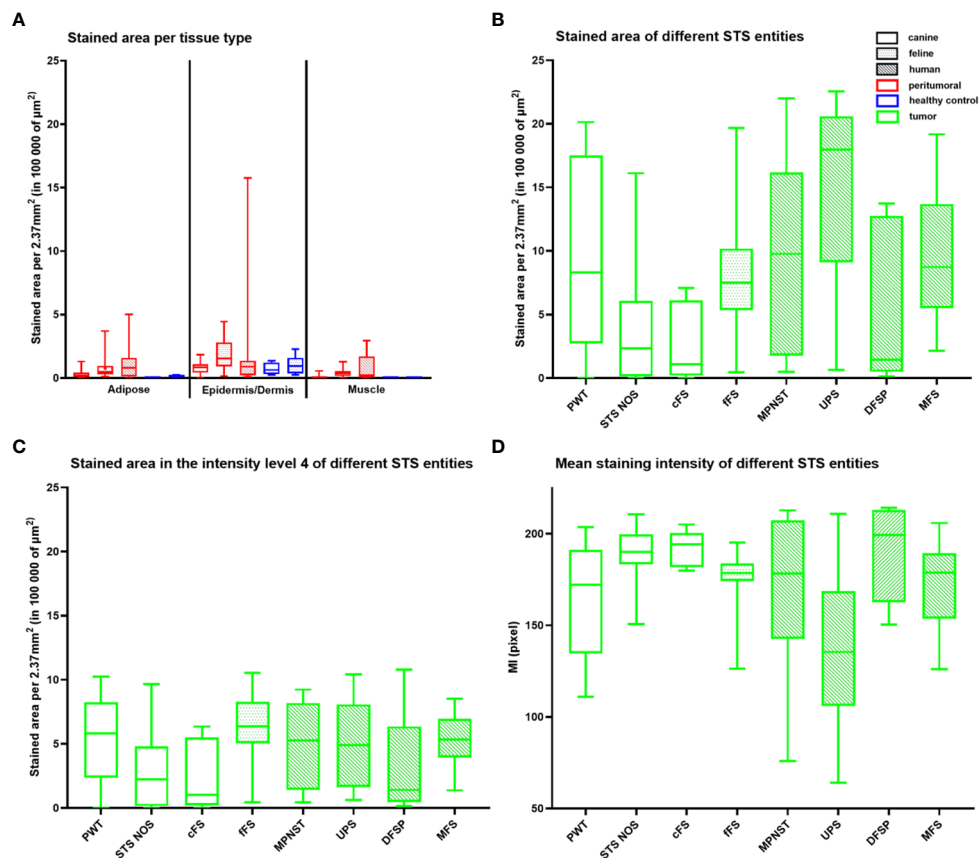 A
Stained area per tissue type
Stained area per 2.37mm² (in 100 000 of µm²)
25
20
15
10
5
0
Adipose
Epidermis/Dermis
Muscle
B
Stained area of different STS entities
Stained area per 2.37mm² (in 100 000 of µm²)
25
20
15
10
5
0
PWT
STS NOS
cFS
fFS
MPNST
UPS
DFSP
MFS
canine
feline
human
peritumoral
healthy control
tumor
C
Stained area in the intensity level 4 of different STS entities
Stained area per 2.37mm² (in 100 000 of µm²)
25
20
15
10
5
0
PWT
STS NOS
cFS
fFS
MPNST
UPS
DFSP
MFS
D
Mean staining intensity of different STS entities
MI (pixel)
200
150
100
50
PWT
STS NOS
cFS
fFS
MPNST
UPS
DFSP
MFS